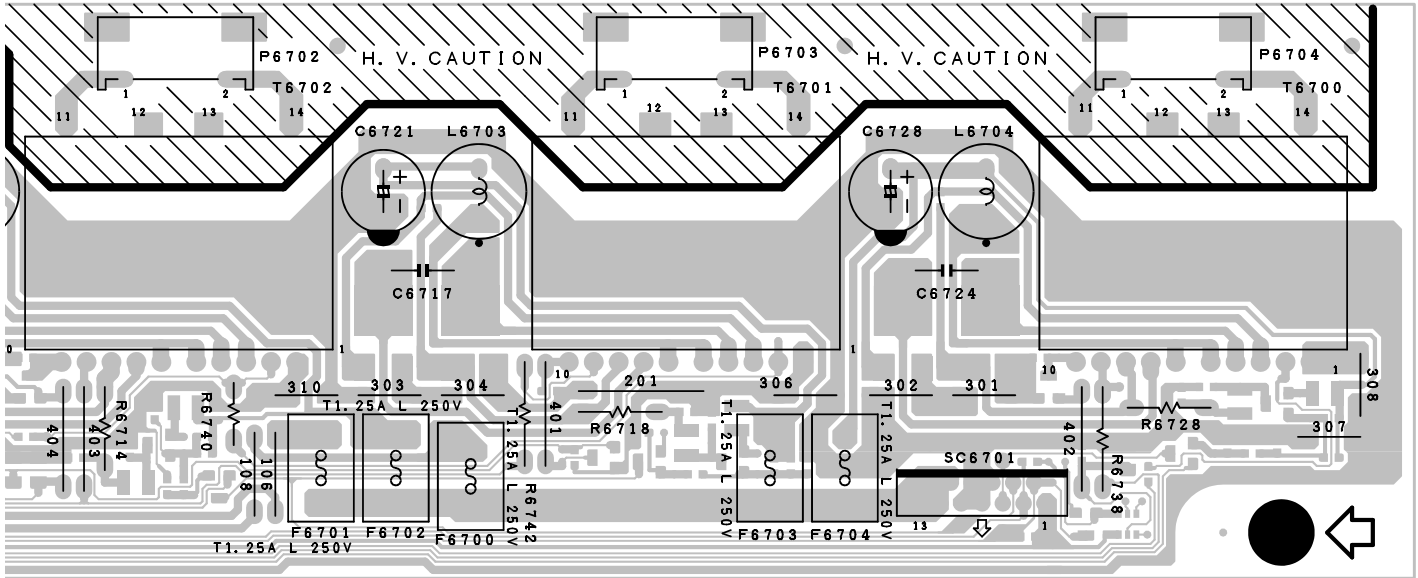 P6702
H. V. CAUTION
P6703
H. V. CAUTION
P6704
1
2
T6702
1
2
T6701
1
2
T6700
11
12
13
14
11
12
13
14
11
12
13
14
C6721
L6703
C6728
L6704
+
−
+
−
C6717
C6724
0
1
10
1
10
1
308
310
303
304
201
306
302
301
T1. 25A L 250V
404
403
R6714
R6740
108
106
T1. 25A L 250V
401
R6718
T1. 25A L 250V
T1. 25A L 250V
402
R6728
307
SC6701
R6738
R6742
13
1
F6701
F6702
F6700
F6703
F6704
T1. 25A L 250V